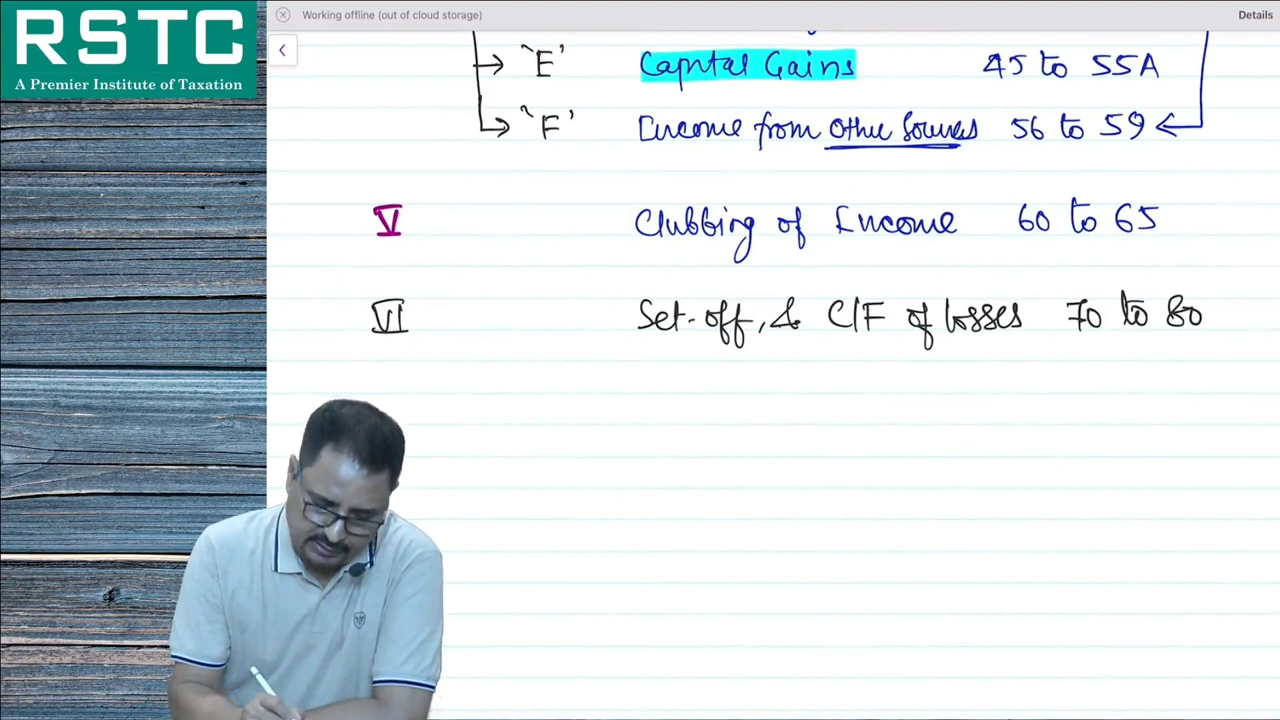 RSTC
A Premier Institute of Taxation
Working offline (out of cloud storage)
Details
→ `E' Capital Gains 45 to 55A
→ `F' Income from Other Sources 56 to 59 ←
V Clubbing of Income 60 to 65
VI Set-off, & C/F of losses 70 to 80